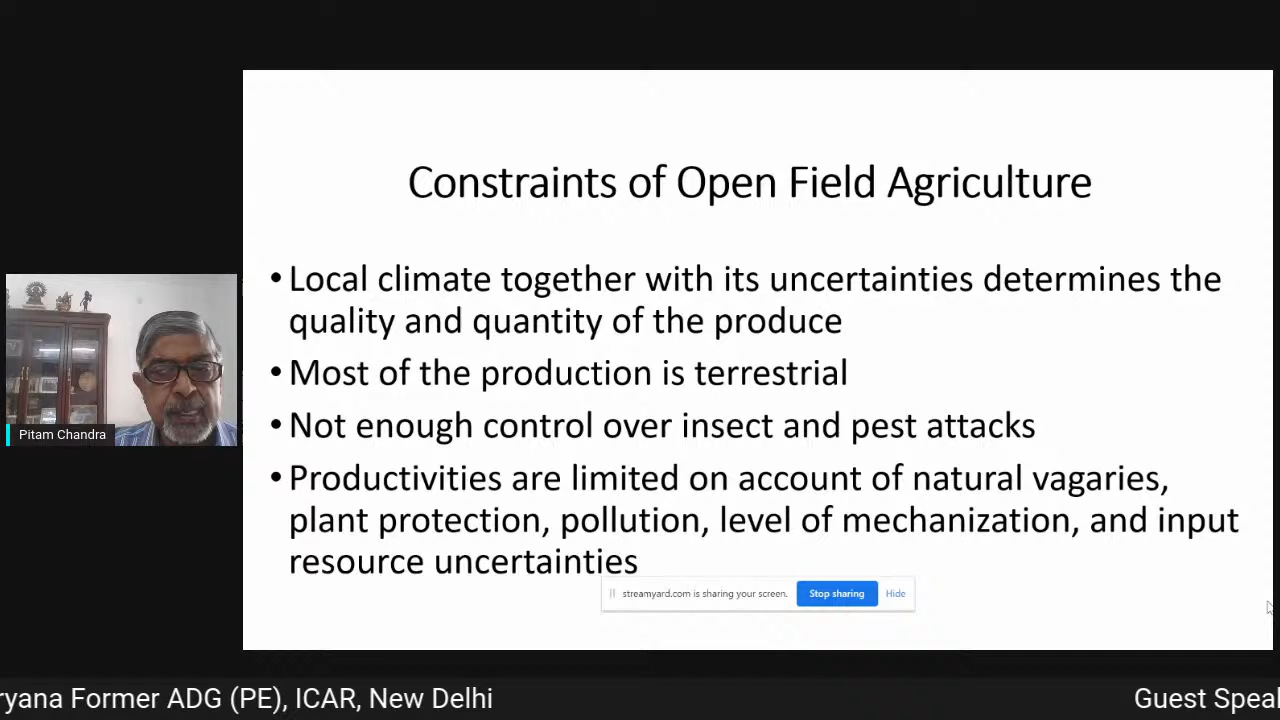 Constraints of Open Field Agriculture
• Local climate together with its uncertainties determines the
quality and quantity of the produce
• Most of the production is terrestrial
• Not enough control over insect and pest attacks
• Productivities are limited on account of natural vagaries,
plant protection, pollution, level of mechanization, and input
resource uncertainties
streamyard.com is sharing your screen. Stop sharing Hide
Pitam Chandra
ryana Former ADG (PE), ICAR, New Delhi Guest Speal